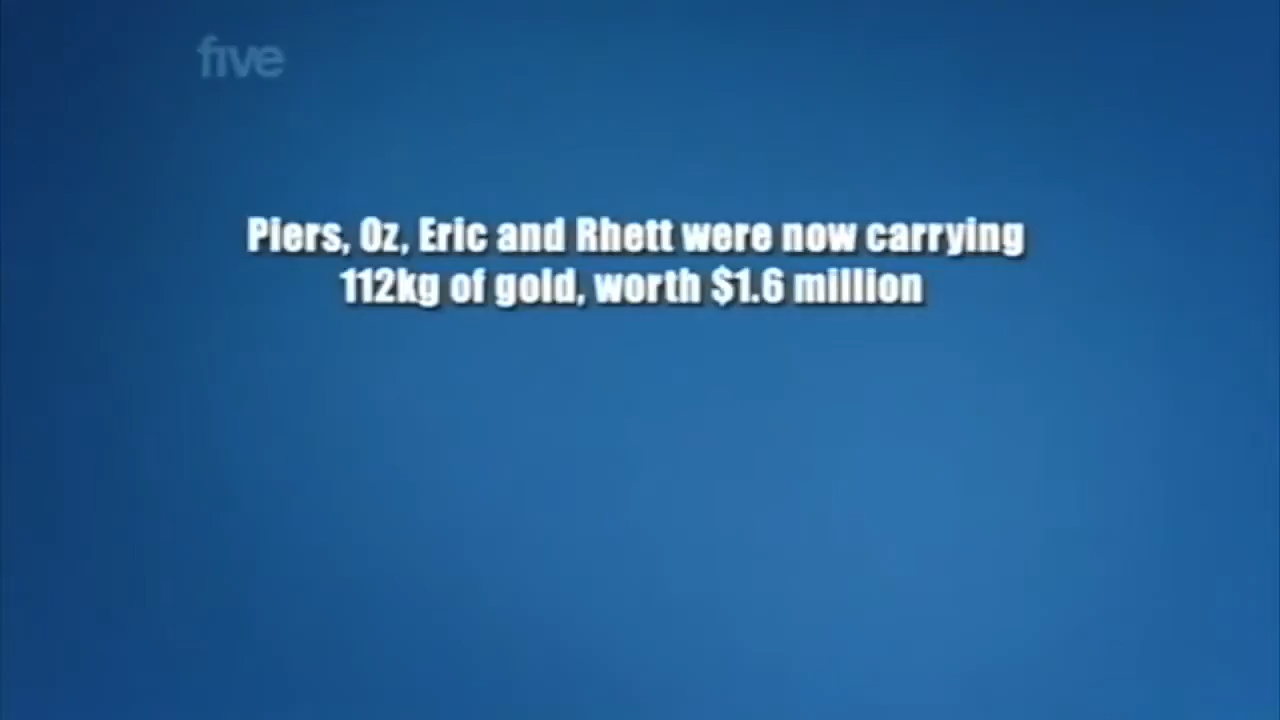 five
Piers, Oz, Eric and Rhett were now carrying
112kg of gold, worth $1.6 million